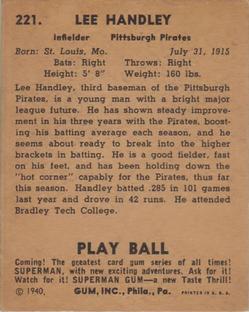 221. LEE HANDLEY
Infielder Pittsburgh Pirates
Born: St. Louis, Mo. July 31, 1915
Bats: Right Throws: Right
Height: 5' 8" Weight: 160 lbs.
Lee Handley, third baseman of the Pittsburgh
Pirates, is a young man with a bright major
league future. He has shown steady improve-
ment in his three years with the Pirates, boost-
ing his batting average each season, and he
seems about ready to break into the higher
brackets in batting. He is a good fielder, fast
on his feet, and has been holding down the
"hot corner" capably for the Pirates, thus far
this season. Handley batted .285 in 101 games
last year and drove in 42 runs. He attended
Bradley Tech College.
PLAY BALL
Coming! The greatest card gum series of all times!
SUPERMAN, with new exciting adventures. Ask for it!
Watch for it! SUPERMAN GUM—a new Taste Thrill!
© 1940, GUM, INC., Phila., Pa. PRINTED IN U. S. A.